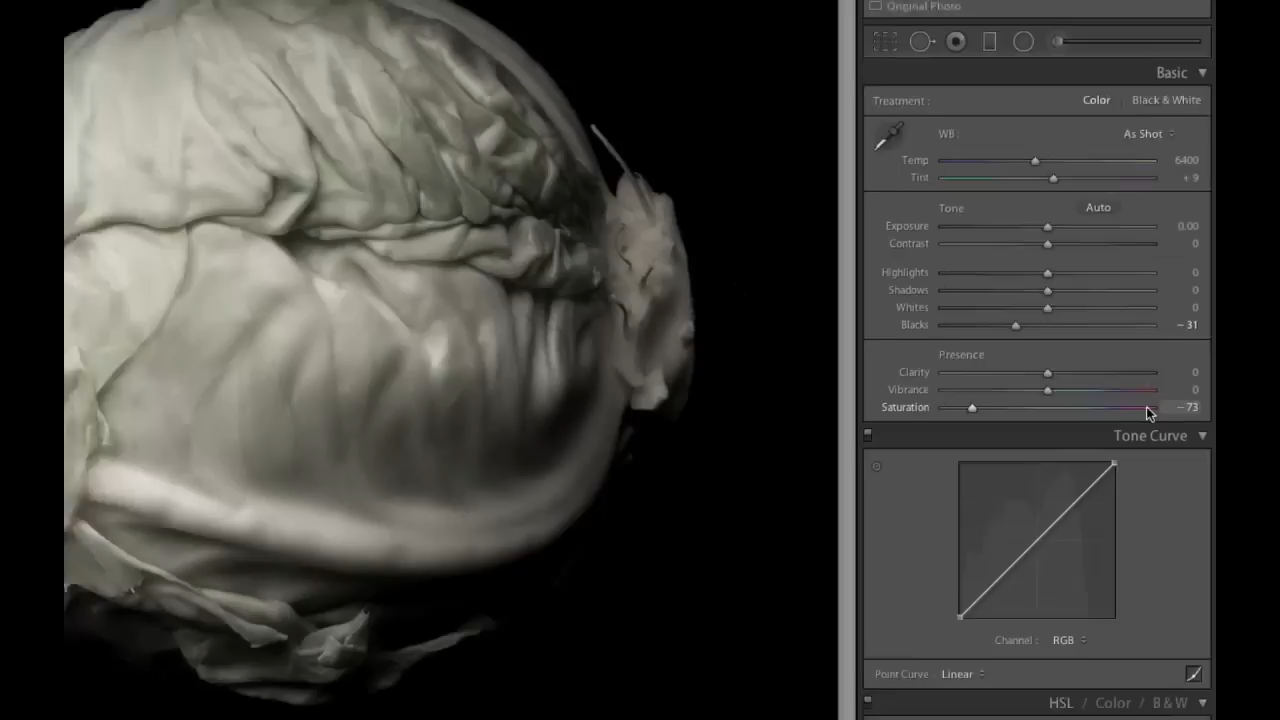 Original Photo
Basic
Treatment : Color Black & White
WB : As Shot
Temp 6400
Tint + 9
Tone Auto
Exposure 0.00
Contrast 0
Highlights 0
Shadows 0
Whites 0
Blacks – 31
Presence
Clarity 0
Vibrance 0
Saturation – 73
Tone Curve
Channel : RGB
Point Curve : Linear
HSL / Color / B & W